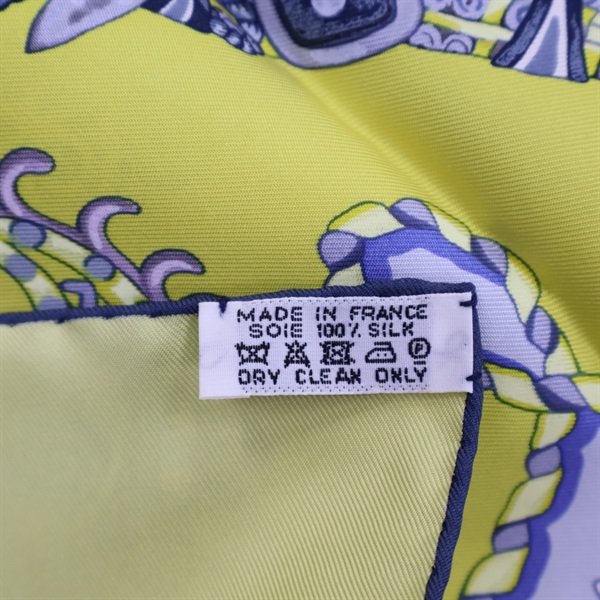 MADE IN FRANCE
SOIE 100% SILK
DRY CLEAN ONLY